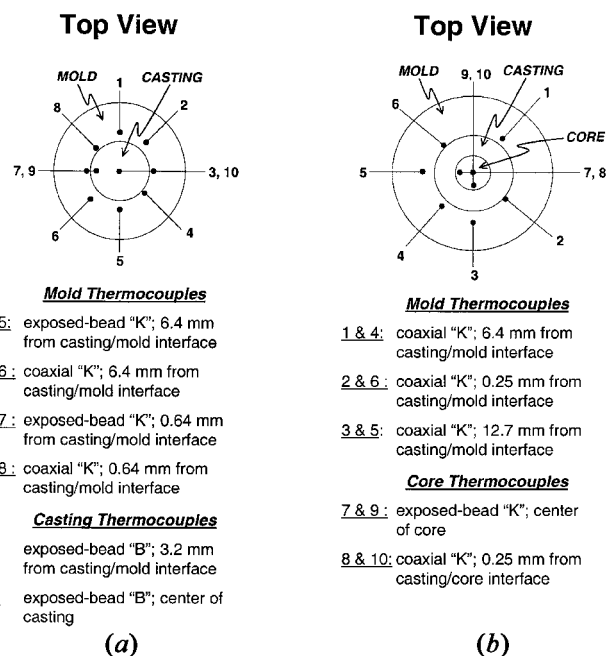 Top View
MOLD
1
CASTING
8
2
7, 9
3, 10
6
4
5
Mold Thermocouples
5: exposed-bead “K”; 6.4 mm
from casting/mold interface
6 : coaxial “K”; 6.4 mm from
casting/mold interface
7 : exposed-bead “K”; 0.64 mm
from casting/mold interface
8 : coaxial “K”; 0.64 mm from
casting/mold interface
Casting Thermocouples
exposed-bead “B”; 3.2 mm
from casting/mold interface
exposed-bead “B”; center of
casting
(a)
Top View
MOLD
9, 10
CASTING
1
6
CORE
5
7, 8
4
2
3
Mold Thermocouples
1 & 4: coaxial “K”; 6.4 mm from
casting/mold interface
2 & 6 : coaxial “K”; 0.25 mm from
casting/mold interface
3 & 5: coaxial “K”; 12.7 mm from
casting/mold interface
Core Thermocouples
7 & 9 : exposed-bead “K”; center
of core
8 & 10: coaxial “K”; 0.25 mm from
casting/core interface
(b)